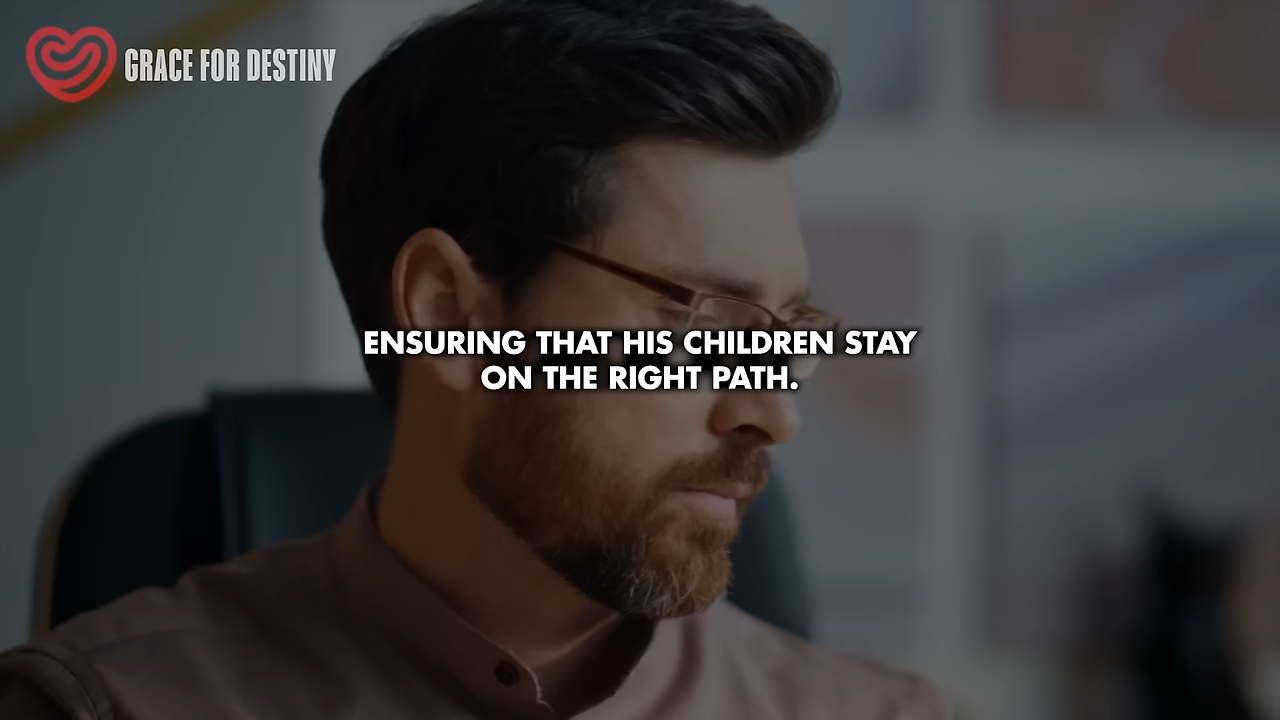 GRACE FOR DESTINY
ENSURING THAT HIS CHILDREN STAY
ON THE RIGHT PATH.